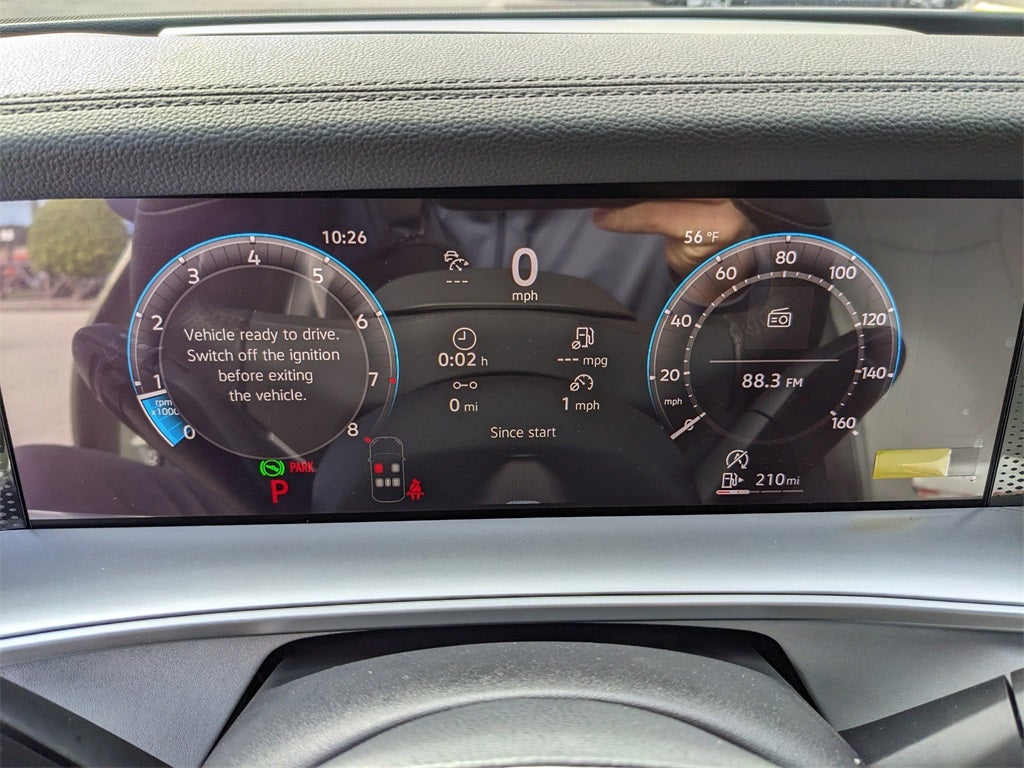 10:26
56 °F
0
mph
---
0:02 h
--- mpg
0 mi
1 mph
Since start
Vehicle ready to drive.
Switch off the ignition
before exiting
the vehicle.
0
1
2
3
4
5
6
7
8
rpm
x1000
PARK
P
0
20
40
60
80
100
120
140
160
mph
88.3 FM
210 mi